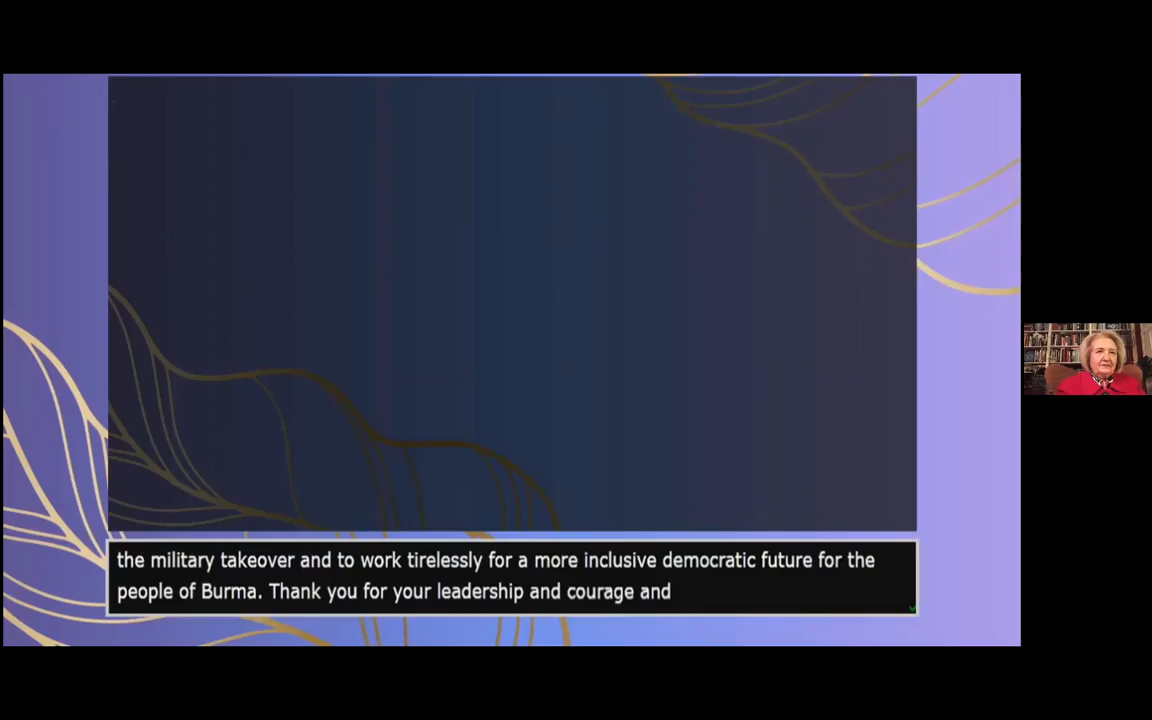 the military takeover and to work tirelessly for a more inclusive democratic future for the
people of Burma. Thank you for your leadership and courage and